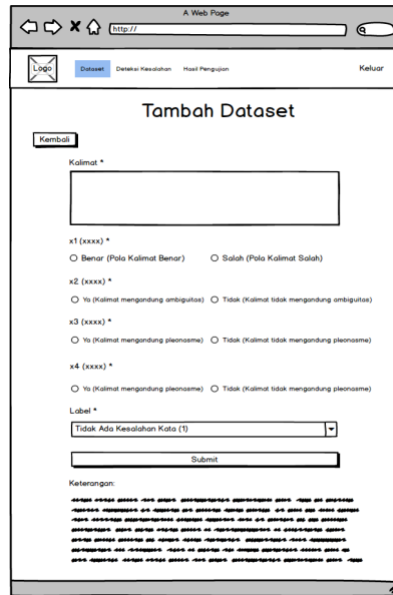 A Web Page
http://
Logo
Dataset Deteksi Kesalahan Hasil Pengujian Keluar
Tambah Dataset
Kembali
Kalimat *
x1 (xxxx) *
Benar (Pola Kalimat Benar) Salah (Pola Kalimat Salah)
x2 (xxxx) *
Ya (Kalimat mengandung ambiguitas) Tidak (Kalimat tidak mengandung ambiguitas)
x3 (xxxx) *
Ya (Kalimat mengandung pleonasme) Tidak (Kalimat tidak mengandung pleonasme)
x4 (xxxx) *
Ya (Kalimat mengandung pleonasme) Tidak (Kalimat tidak mengandung pleonasme)
Label *
Tidak Ada Kesalahan Kata (1)
Submit
Keterangan: